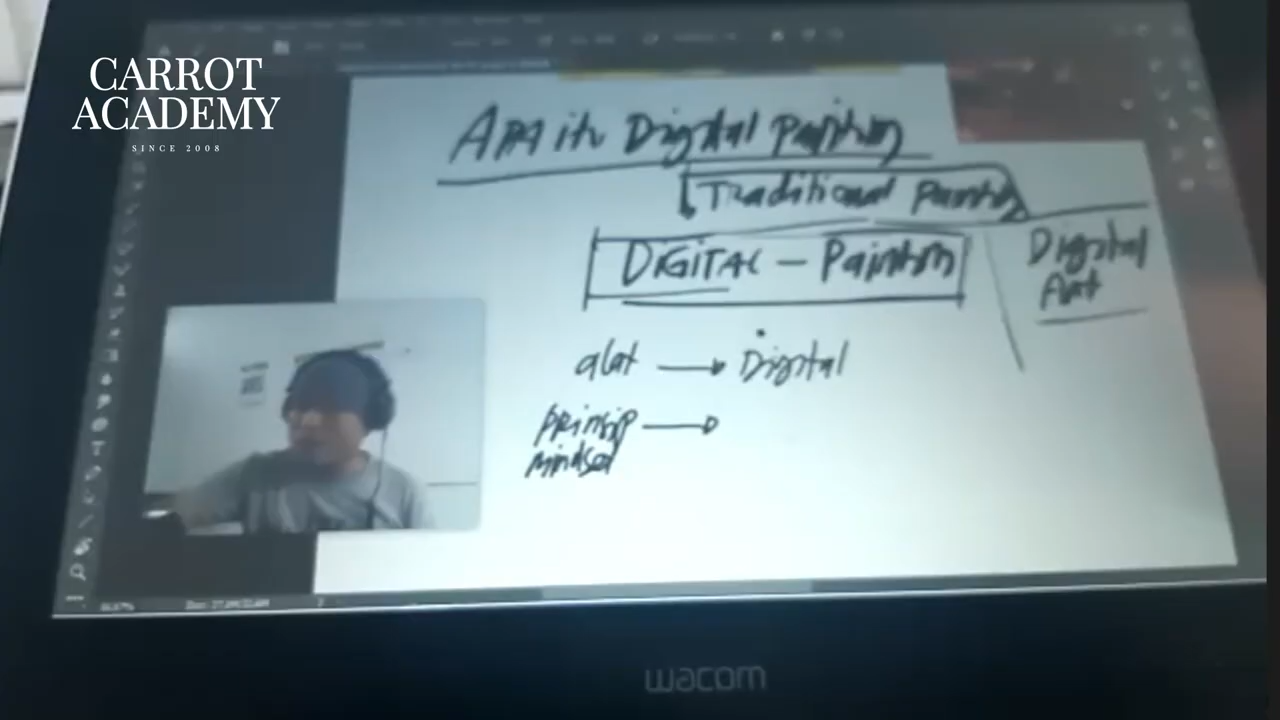 CARROT
ACADEMY
SINCE 2008
APA itu Digital Painting
Traditional Painting
DIGITAL – Painting
Digital
Art
alat → Digital
prinsip →
mindset
wacom